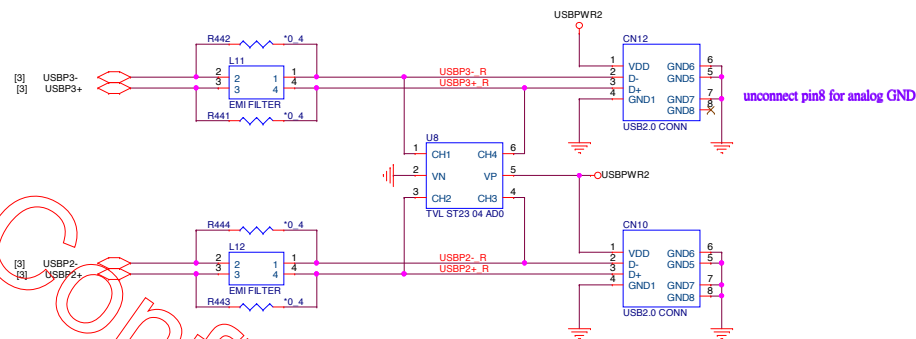 USBPWR2
R442 *0_4
CN12
L11
1 VDD GND6 6
[3] USBP3- 2 2 1 1 USBP3-_R 2 D- GND5 5
[3] USBP3+ 3 3 4 4 USBP3+_R 3 D+
4 GND1 GND7 7
unconnect pin8 for analog GND
GND8 8
EMI FILTER
R441 *0_4
USB2.0 CONN
U8
1 CH1 CH4 6
2 VN VP 5 USBPWR2
3 CH2 CH3 4
TVL ST23 04 AD0
R444 *0_4
CN10
L12
1 VDD GND6 6
[3] USBP2- 2 2 1 1 USBP2-_R 2 D- GND5 5
[3] USBP2+ 3 3 4 4 USBP2+_R 3 D+
4 GND1 GND7 7
EMI FILTER
GND8 8
R443 *0_4
USB2.0 CONN